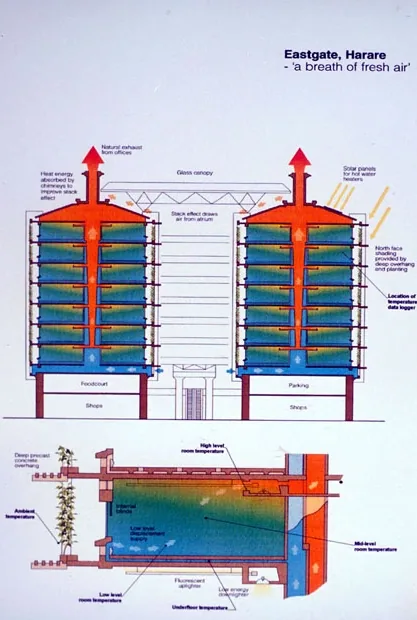 Eastgate, Harare
- 'a breath of fresh air'
Natural exhaust
from offices
Heat energy
absorbed by
chimneys to
improve stack
effect
Glass canopy
Solar panels
for hot water
heaters
Stack effect draws
air from atrium
North face
shading
provided by
deep overhang
and planting
Location of
temperature
data logger
Foodcourt
Shops
Parking
Shops
Deep precast
concrete
overhang
High level
room temperature
Ambient
temperature
Internal
blinds
Low level
displacement
supply
Mid-level
room temperature
Low level
room temperature
Fluorescent
uplighter
Low energy
downlighter
Underfloor temperature